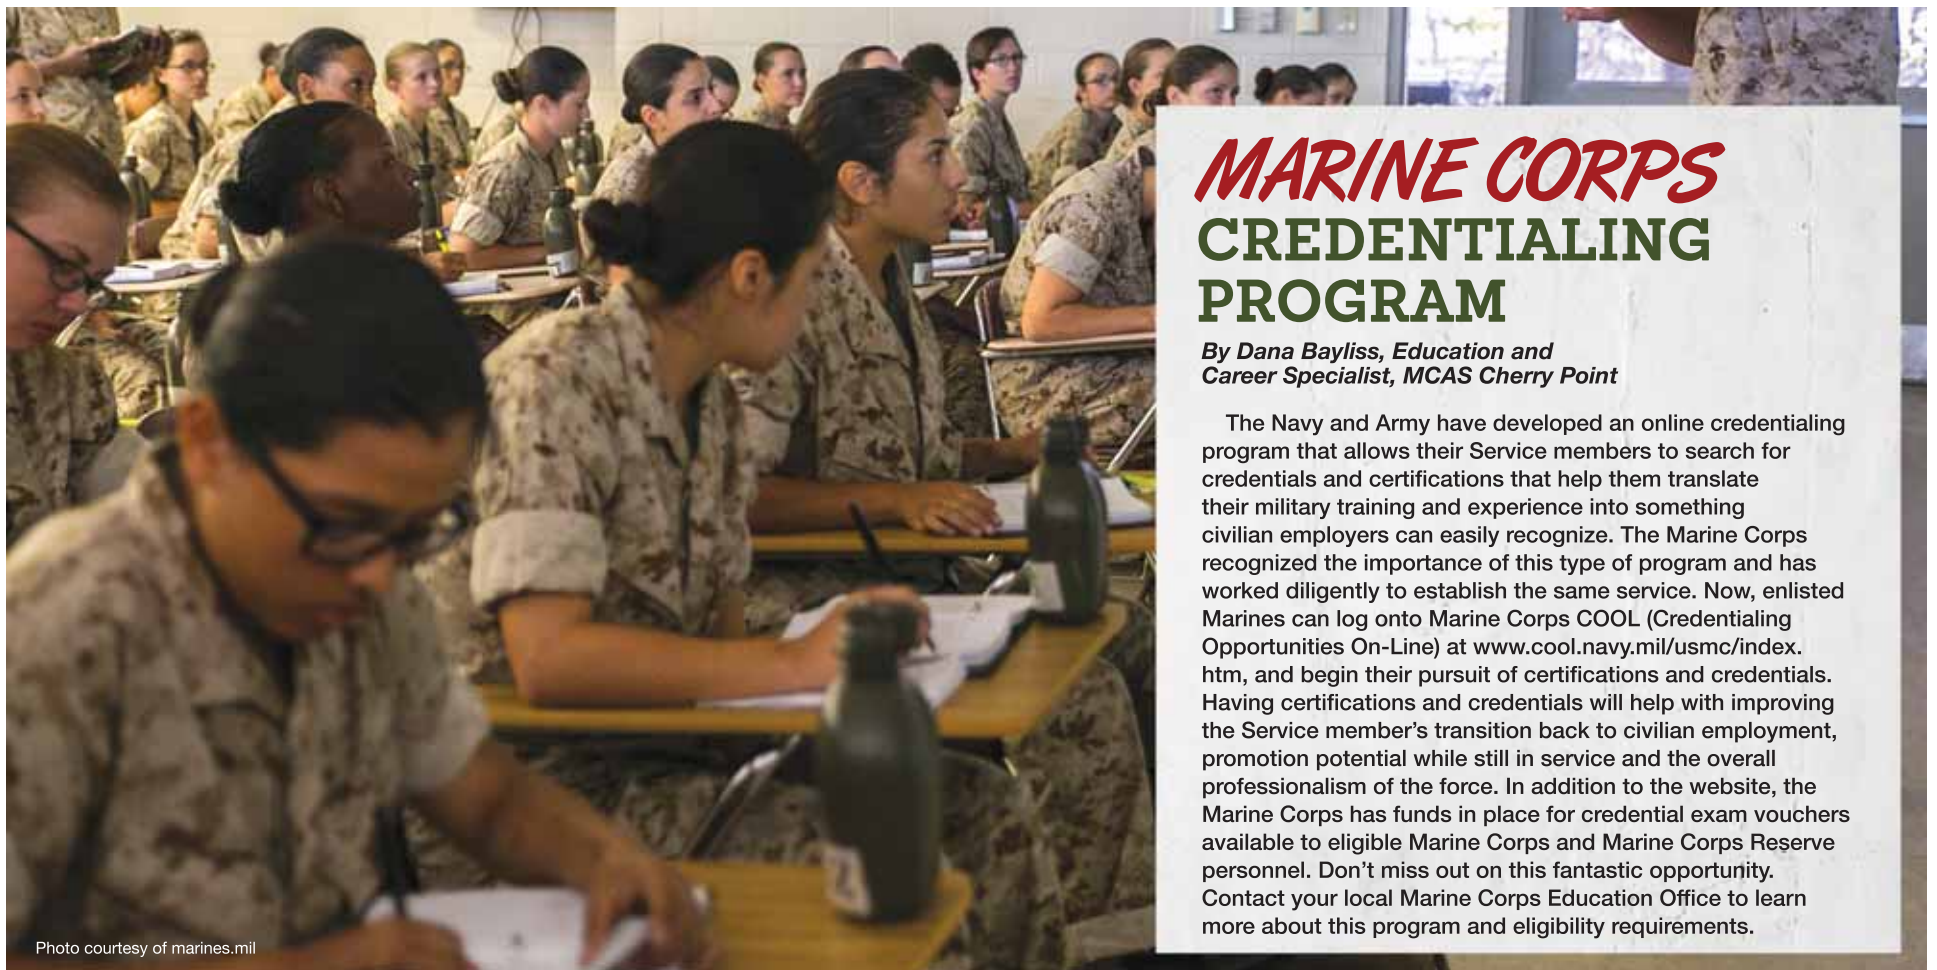 MARINE CORPS
CREDENTIALING
PROGRAM
By Dana Bayliss, Education and
Career Specialist, MCAS Cherry Point
The Navy and Army have developed an online credentialing
program that allows their Service members to search for
credentials and certifications that help them translate
their military training and experience into something
civilian employers can easily recognize. The Marine Corps
recognized the importance of this type of program and has
worked diligently to establish the same service. Now, enlisted
Marines can log onto Marine Corps COOL (Credentialing
Opportunities On-Line) at www.cool.navy.mil/usmc/index.
htm, and begin their pursuit of certifications and credentials.
Having certifications and credentials will help with improving
the Service member’s transition back to civilian employment,
promotion potential while still in service and the overall
professionalism of the force. In addition to the website, the
Marine Corps has funds in place for credential exam vouchers
available to eligible Marine Corps and Marine Corps Reserve
personnel. Don’t miss out on this fantastic opportunity.
Contact your local Marine Corps Education Office to learn
more about this program and eligibility requirements.
Photo courtesy of marines.mil